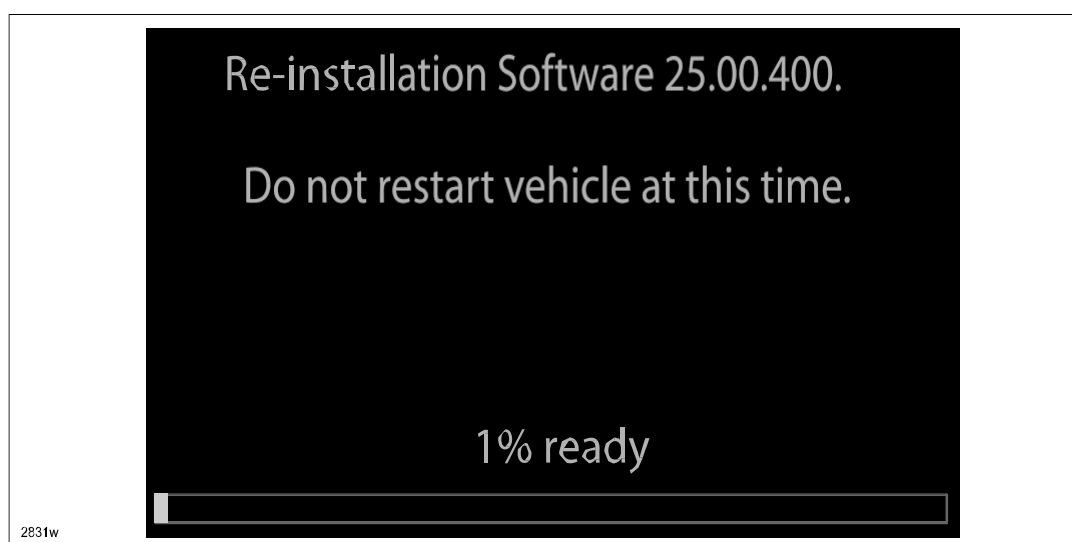 Re-installation Software 25.00.400.
Do not restart vehicle at this time.
1% ready
2831w